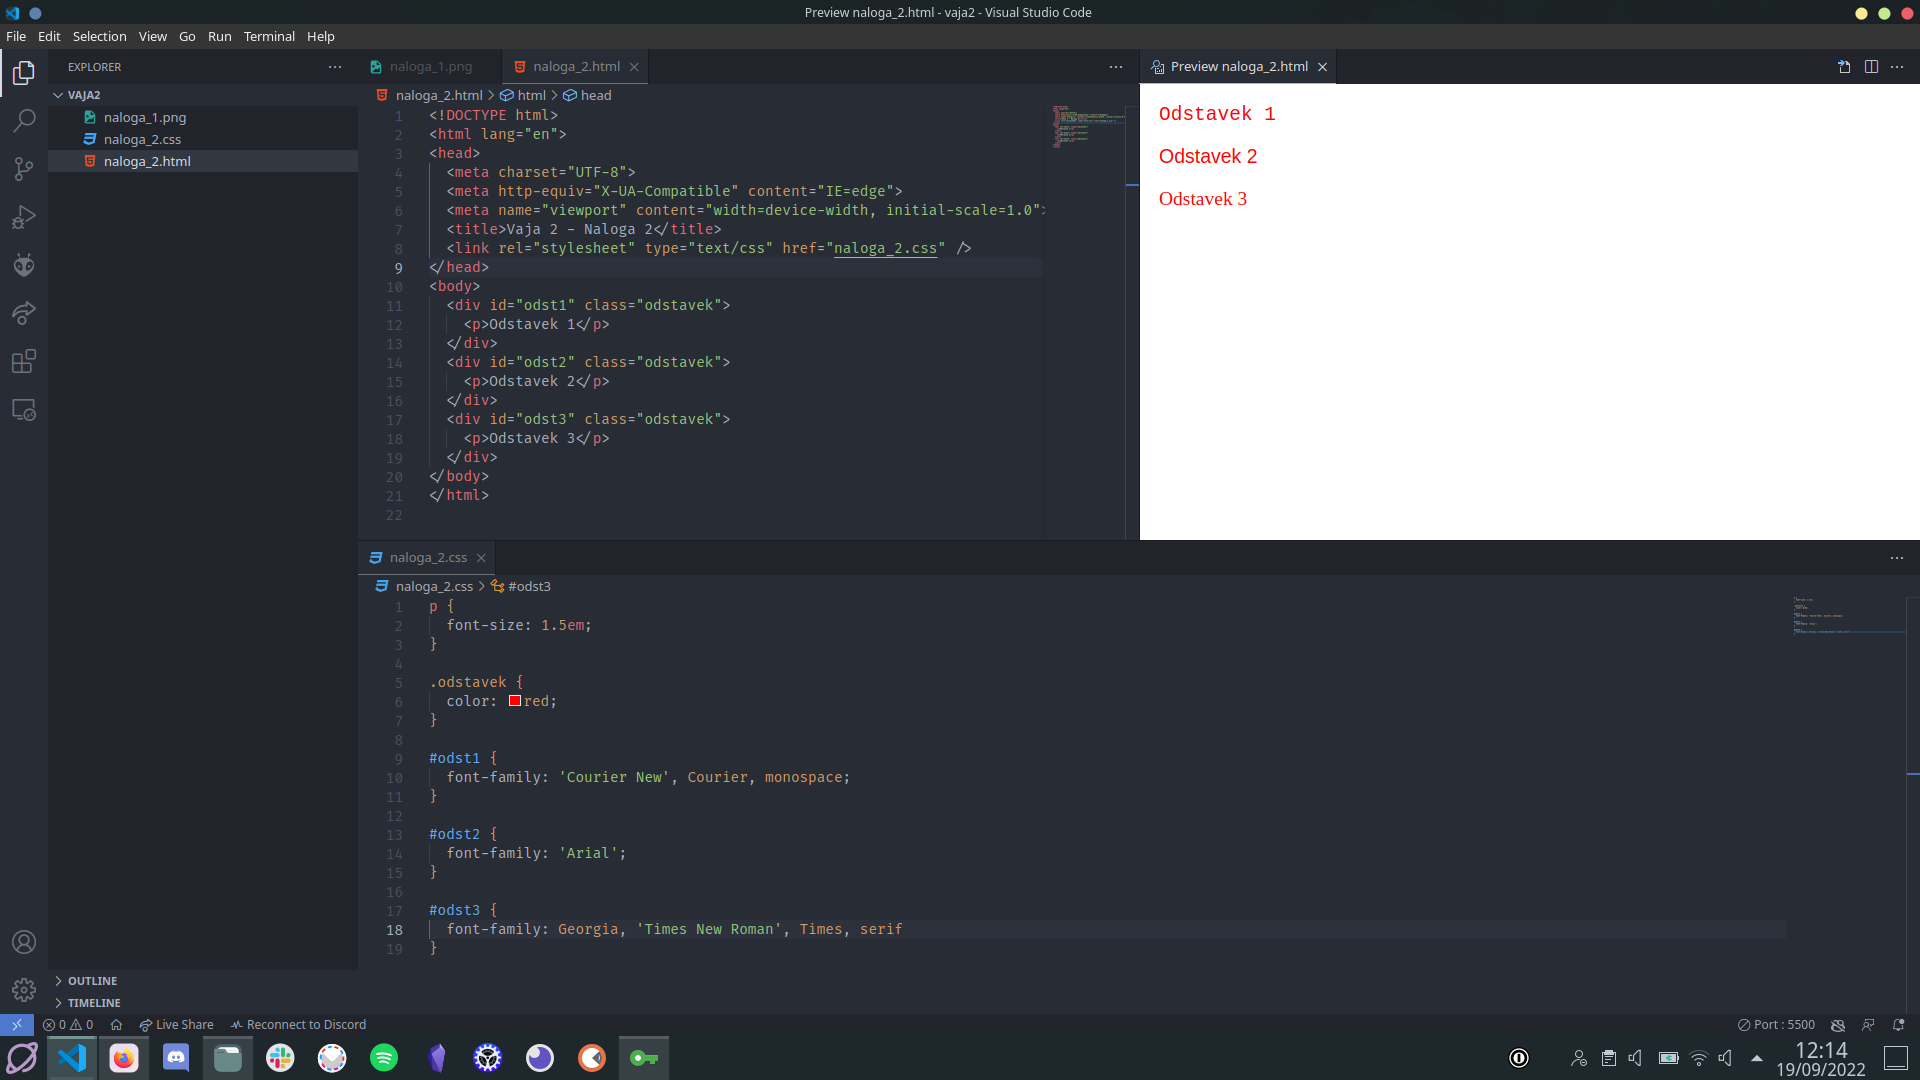 Preview naloga_2.html - vaja2 - Visual Studio Code
File Edit Selection View Go Run Terminal Help
EXPLORER
VAJA2
naloga_1.png
naloga_2.css
naloga_2.html
OUTLINE
TIMELINE
naloga_1.png naloga_2.html
naloga_2.html > html > head
1 <!DOCTYPE html>
2 <html lang="en">
3 <head>
4 <meta charset="UTF-8">
5 <meta http-equiv="X-UA-Compatible" content="IE=edge">
6 <meta name="viewport" content="width=device-width, initial-scale=1.0">
7 <title>Vaja 2 - Naloga 2</title>
8 <link rel="stylesheet" type="text/css" href="naloga_2.css" />
9 </head>
10 <body>
11 <div id="odst1" class="odstavek">
12 <p>Odstavek 1</p>
13 </div>
14 <div id="odst2" class="odstavek">
15 <p>Odstavek 2</p>
16 </div>
17 <div id="odst3" class="odstavek">
18 <p>Odstavek 3</p>
19 </div>
20 </body>
21 </html>
22
Preview naloga_2.html
Odstavek 1
Odstavek 2
Odstavek 3
naloga_2.css
naloga_2.css > #odst3
1 p {
2 font-size: 1.5em;
3 }
4
5 .odstavek {
6 color: red;
7 }
8
9 #odst1 {
10 font-family: 'Courier New', Courier, monospace;
11 }
12
13 #odst2 {
14 font-family: 'Arial';
15 }
16
17 #odst3 {
18 font-family: Georgia, 'Times New Roman', Times, serif
19 }
0 0 Live Share Reconnect to Discord Port : 5500
12:14
19/09/2022